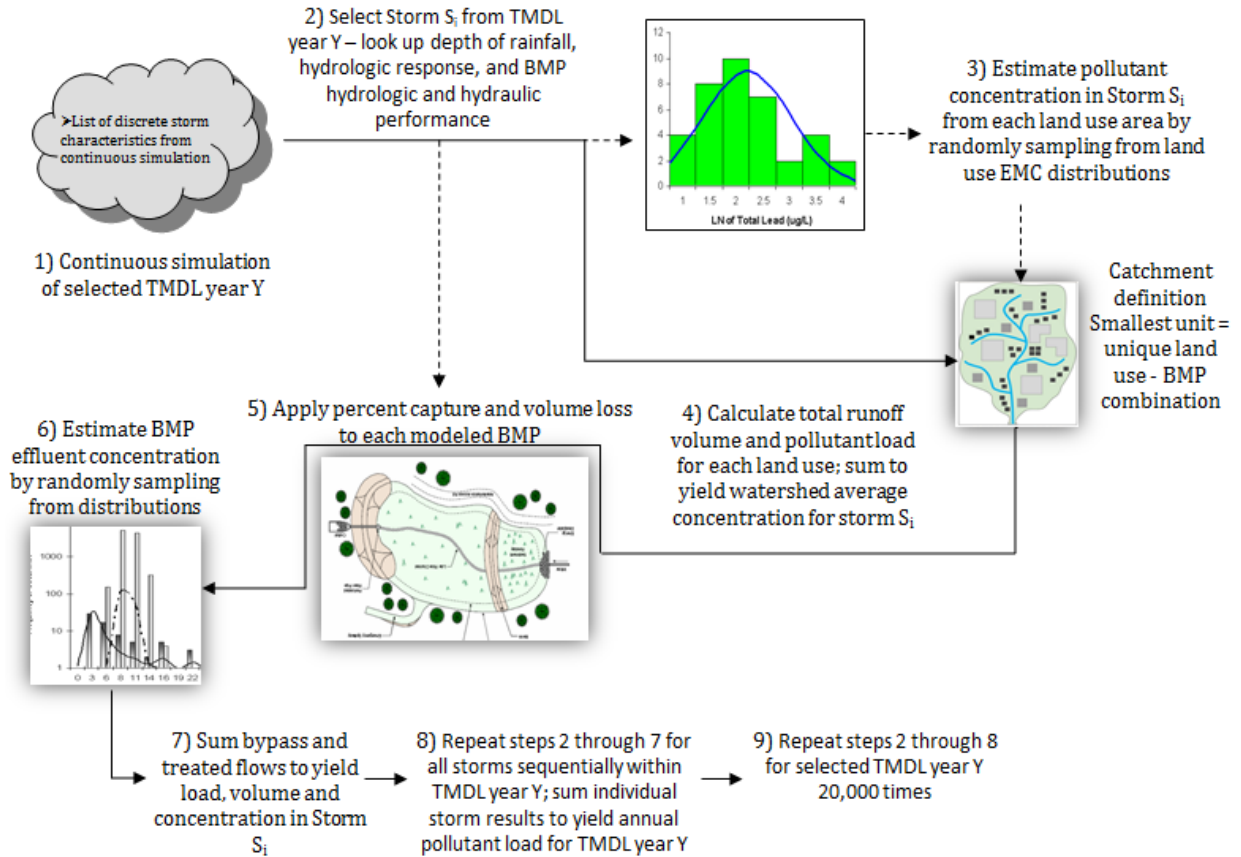 ➤List of discrete storm
characteristics from
continuous simulation
1) Continuous simulation
of selected TMDL year Y
2) Select Storm Si from TMDL
year Y – look up depth of rainfall,
hydrologic response, and BMP
hydrologic and hydraulic
performance
12
10
8
6
4
2
0
1 1.5 2 2.5 3 3.5 4
LN of Total Lead (ug/L)
3) Estimate pollutant
concentration in Storm Si
from each land use area by
randomly sampling from land
use EMC distributions
Catchment
definition
Smallest unit =
unique land
use - BMP
combination
4) Calculate total runoff
volume and pollutant load
for each land use; sum to
yield watershed average
concentration for storm Si
5) Apply percent capture and volume loss
to each modeled BMP
6) Estimate BMP
effluent concentration
by randomly sampling
from distributions
1000
100
10
1
0 3 6 8 11 14 16 19 22
7) Sum bypass and
treated flows to yield
load, volume and
concentration in Storm
Si
8) Repeat steps 2 through 7 for
all storms sequentially within
TMDL year Y; sum individual
storm results to yield annual
pollutant load for TMDL year Y
9) Repeat steps 2 through 8
for selected TMDL year Y
20,000 times